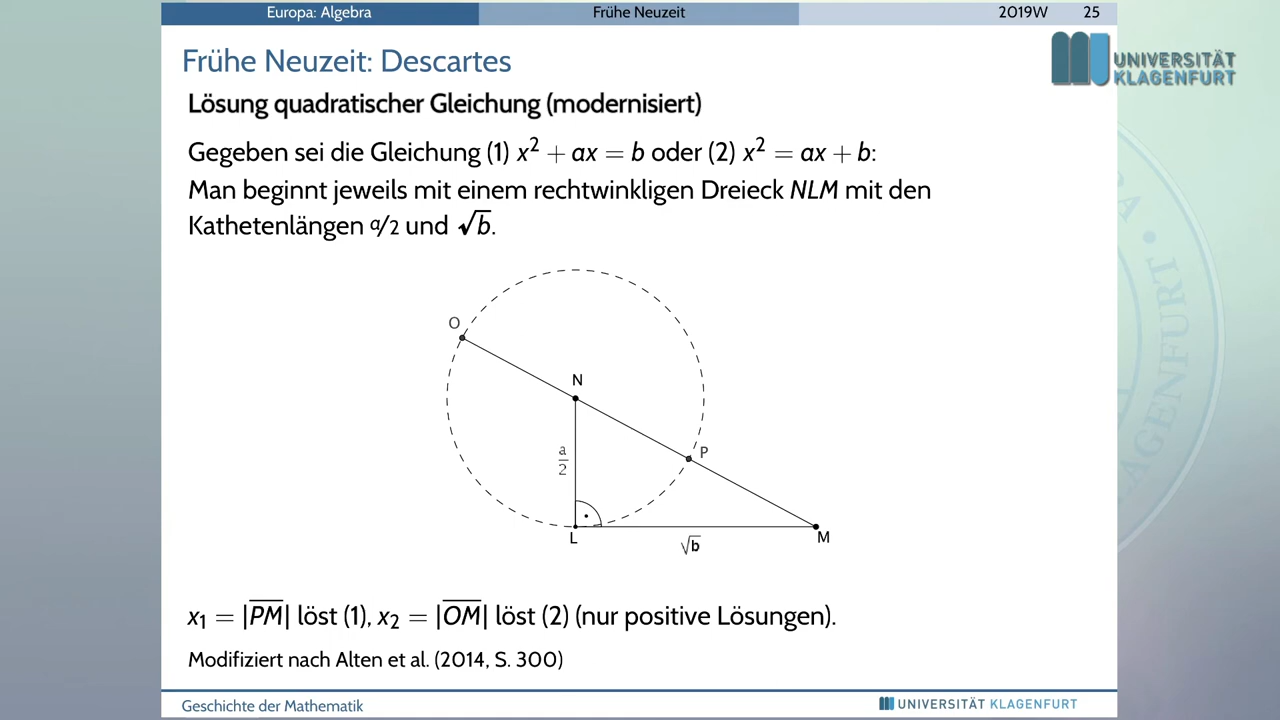 Europa: Algebra
Frühe Neuzeit
2019W 25
Frühe Neuzeit: Descartes
UNIVERSITÄT
KLAGENFURT
Lösung quadratischer Gleichung (modernisiert)
Gegeben sei die Gleichung (1) x² + ax = b oder (2) x² = ax + b:
Man beginnt jeweils mit einem rechtwinkligen Dreieck NLM mit den
Kathetenlängen a/2 und √b.
O
N
a/2
P
L
M
√b
x₁ = |P̅M̅| löst (1), x₂ = |O̅M̅| löst (2) (nur positive Lösungen).
Modifiziert nach Alten et al. (2014, S. 300)
Geschichte der Mathematik
UNIVERSITÄT KLAGENFURT
AGENFURT